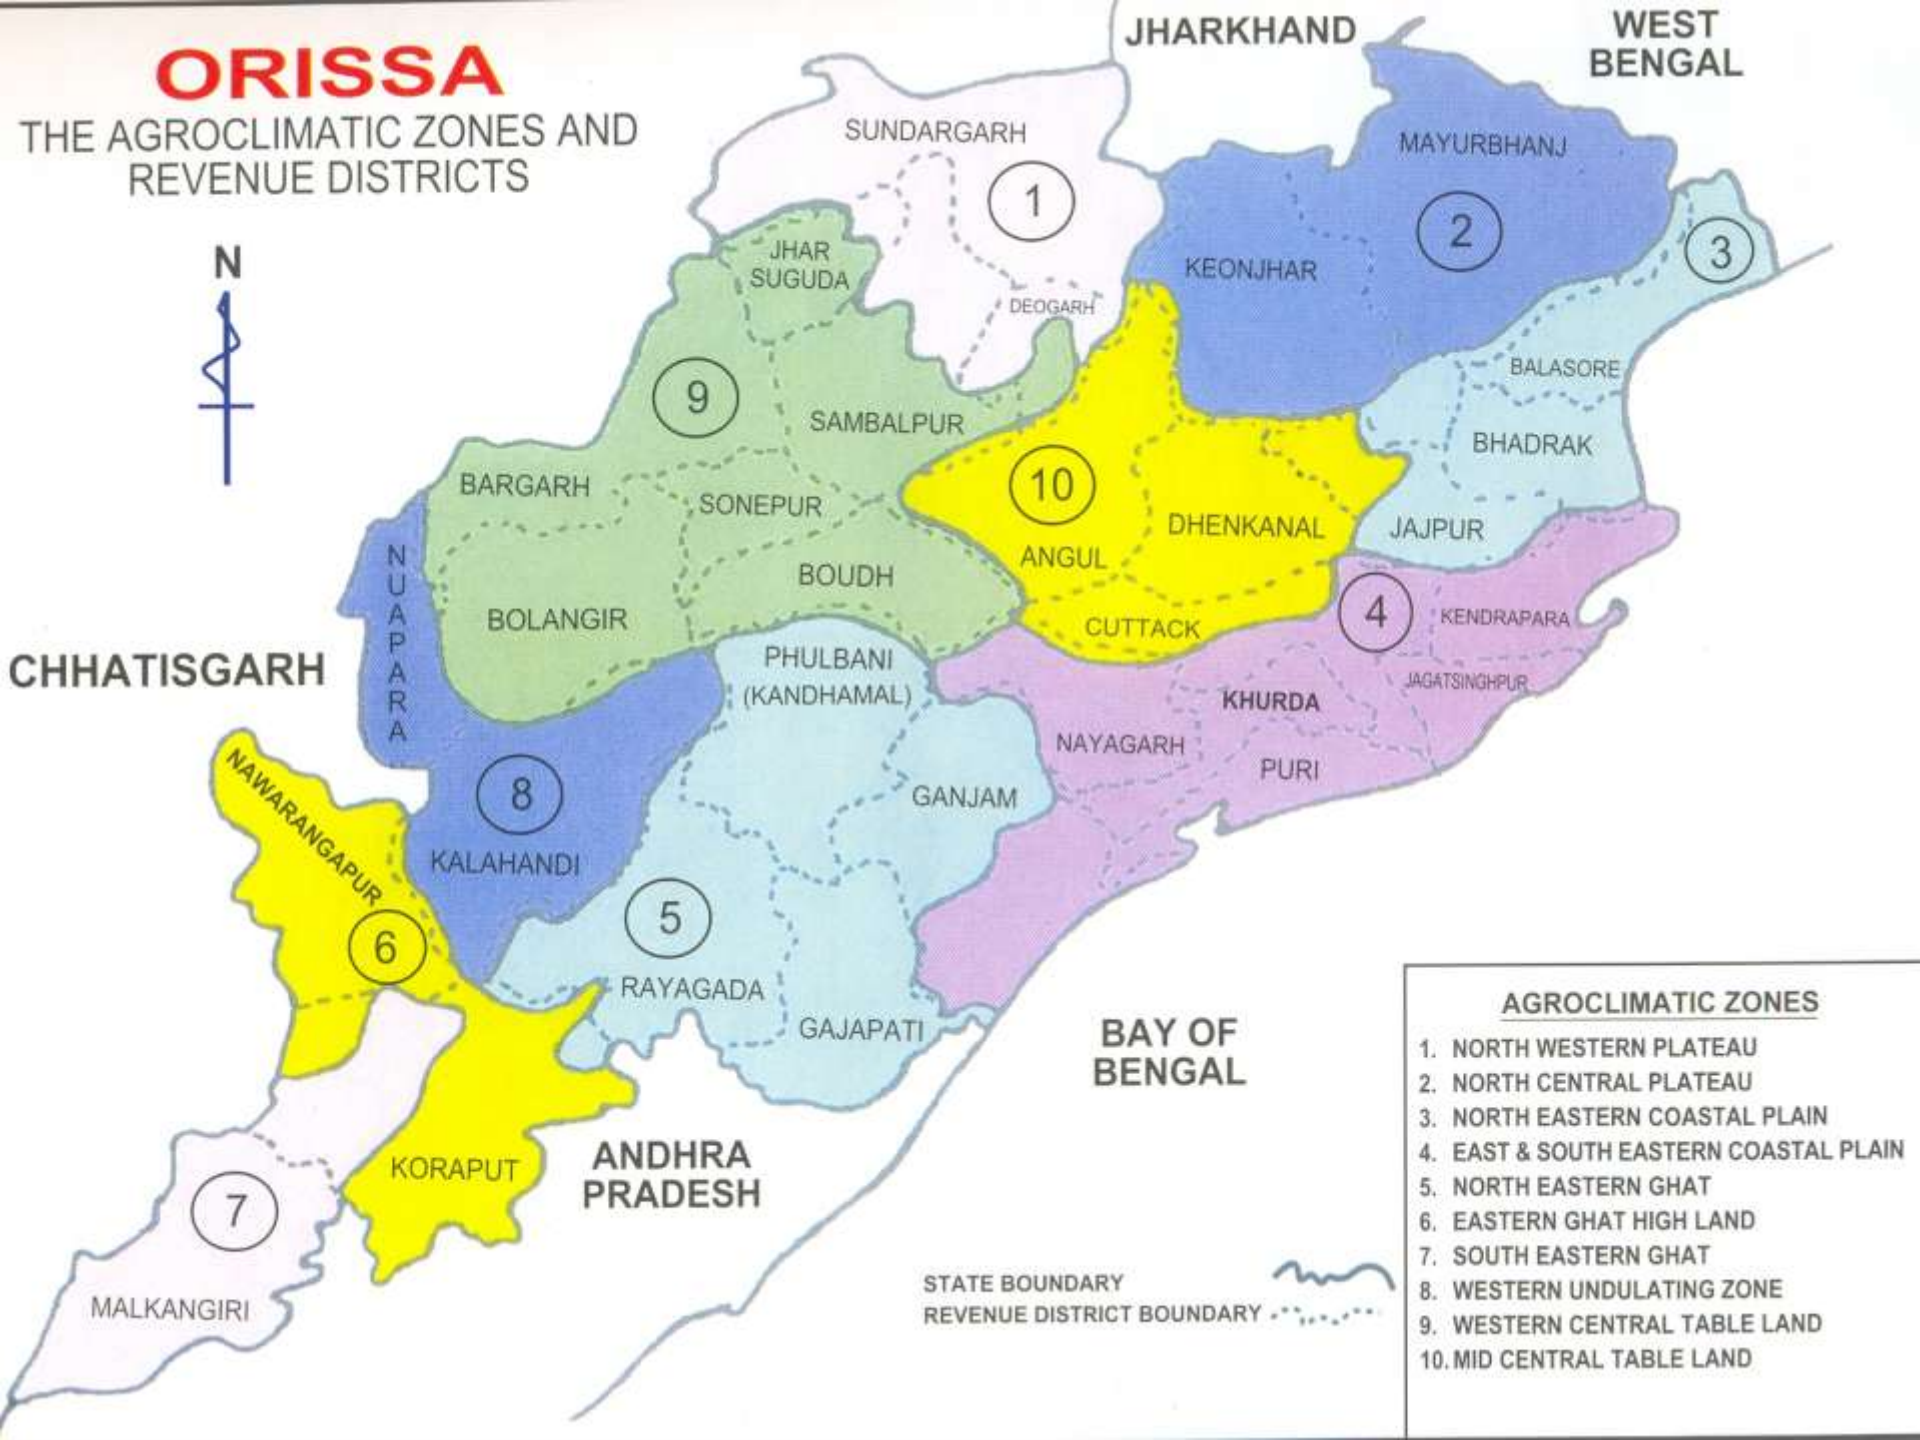 ORISSA
THE AGROCLIMATIC ZONES AND
REVENUE DISTRICTS
N
JHARKHAND
WEST
BENGAL
SUNDARGARH
1
MAYURBHANJ
2
3
JHAR
SUGUDA
KEONJHAR
DEOGARH
9
SAMBALPUR
BALASORE
BHADRAK
BARGARH
SONEPUR
10
DHENKANAL
JAJPUR
ANGUL
NUAPARA
BOUDH
BOLANGIR
CUTTACK
4
KENDRAPARA
CHHATISGARH
PHULBANI
(KANDHAMAL)
KHURDA
JAGATSINGHPUR
NAYAGARH
PURI
NAWARANGAPUR
8
GANJAM
KALAHANDI
5
6
RAYAGADA
GAJAPATI
BAY OF
BENGAL
KORAPUT
ANDHRA
PRADESH
7
MALKANGIRI
STATE BOUNDARY
REVENUE DISTRICT BOUNDARY
AGROCLIMATIC ZONES
1. NORTH WESTERN PLATEAU
2. NORTH CENTRAL PLATEAU
3. NORTH EASTERN COASTAL PLAIN
4. EAST & SOUTH EASTERN COASTAL PLAIN
5. NORTH EASTERN GHAT
6. EASTERN GHAT HIGH LAND
7. SOUTH EASTERN GHAT
8. WESTERN UNDULATING ZONE
9. WESTERN CENTRAL TABLE LAND
10. MID CENTRAL TABLE LAND